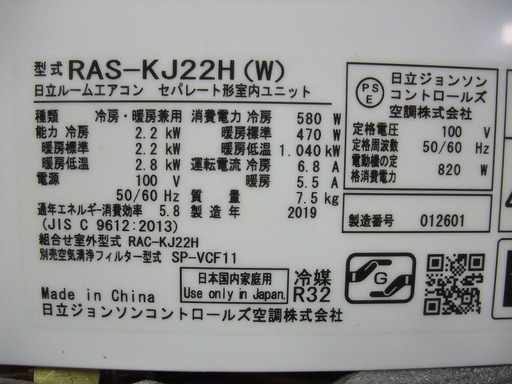 型式 RAS-KJ22H (W)
日立ルームエアコン セパレート形室内ユニット
種類 冷房・暖房兼用
能力 冷房 2.2 kW
暖房標準 2.2 kW
暖房低温 2.8 kW
電源 100 V
50/60 Hz
消費電力 冷房 580 W
暖房標準 470 W
暖房低温 1.040 kW
運転電流 冷房 6.8 A
暖房 5.5 A
質量 7.5 kg
通年エネルギー消費効率 5.8 製造年 2019
(JIS C 9612:2013)
組合せ室外型式 RAC-KJ22H
別売空気清浄フィルター型式 SP-VCF11
日本国内家庭用
Use only in Japan.
冷媒
R32
Made in China
日立ジョンソンコントロールズ空調株式会社
PS
E
日立ジョンソン
コントロールズ
空調株式会社
定格電圧 100 V
定格周波数 50/60 Hz
電動機の定
格消費電力 820 W
製造番号 012601
G